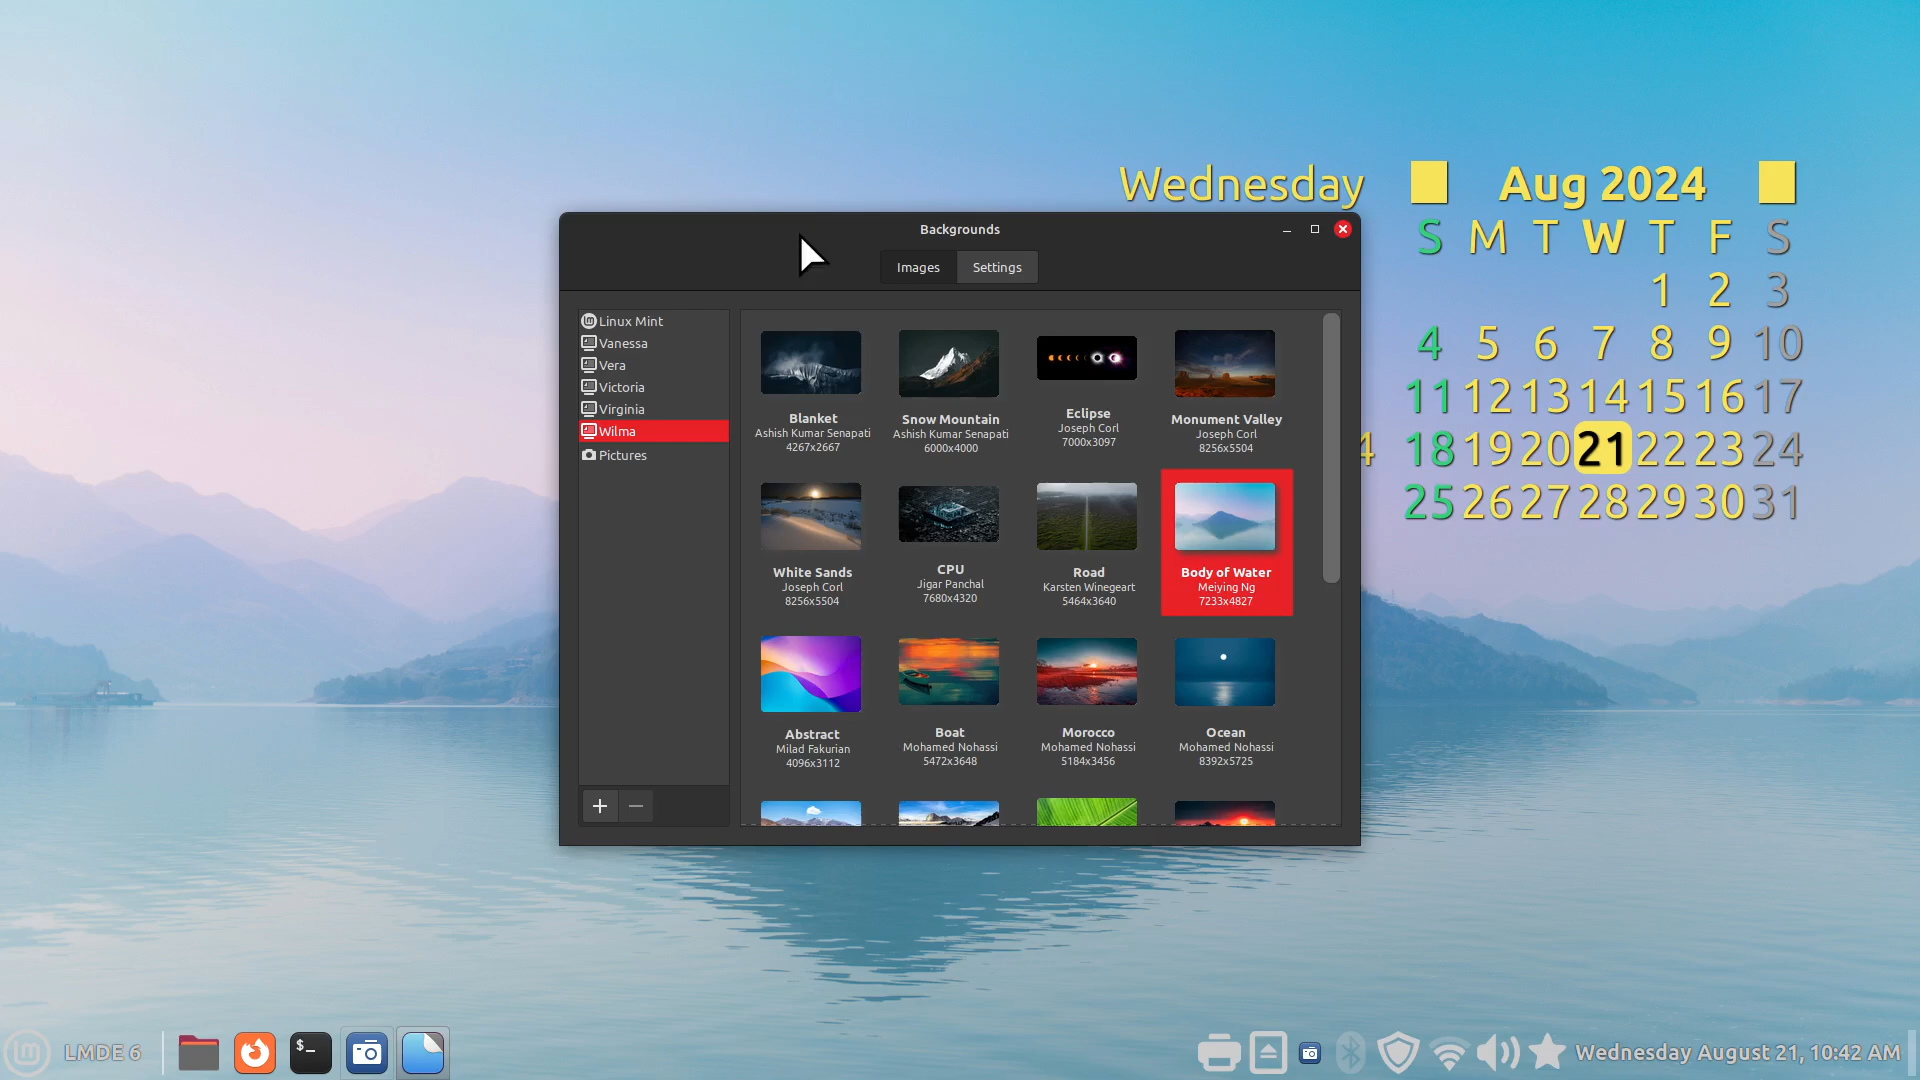 Wednesday
Aug 2024
S M T W T F S
1 2 3
4 5 6 7 8 9 10
11 12 13 14 15 16 17
4 18 19 20 21 22 23 24
25 26 27 28 29 30 31
Backgrounds
Images Settings
Linux Mint
Vanessa
Vera
Victoria
Virginia
Wilma
Pictures
Blanket
Ashish Kumar Senapati
4267x2667
Snow Mountain
Ashish Kumar Senapati
6000x4000
Eclipse
Joseph Corl
7000x3097
Monument Valley
Joseph Corl
8256x5504
White Sands
Joseph Corl
8256x5504
CPU
Jigar Panchal
7680x4320
Road
Karsten Winegeart
5464x3640
Body of Water
Meiying Ng
7233x4827
Abstract
Milad Fakurian
4096x3112
Boat
Mohamed Nohassi
5472x3648
Morocco
Mohamed Nohassi
5184x3456
Ocean
Mohamed Nohassi
8392x5725
LMDE 6
$_
Wednesday August 21, 10:42 AM